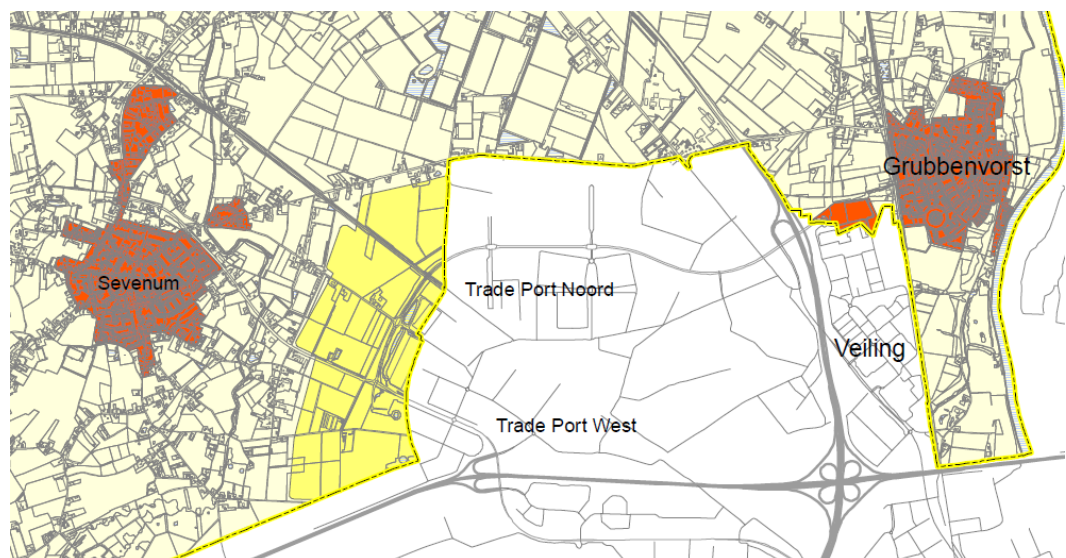 Grubbenvorst
Sevenum
Trade Port Noord
Veiling
Trade Port West